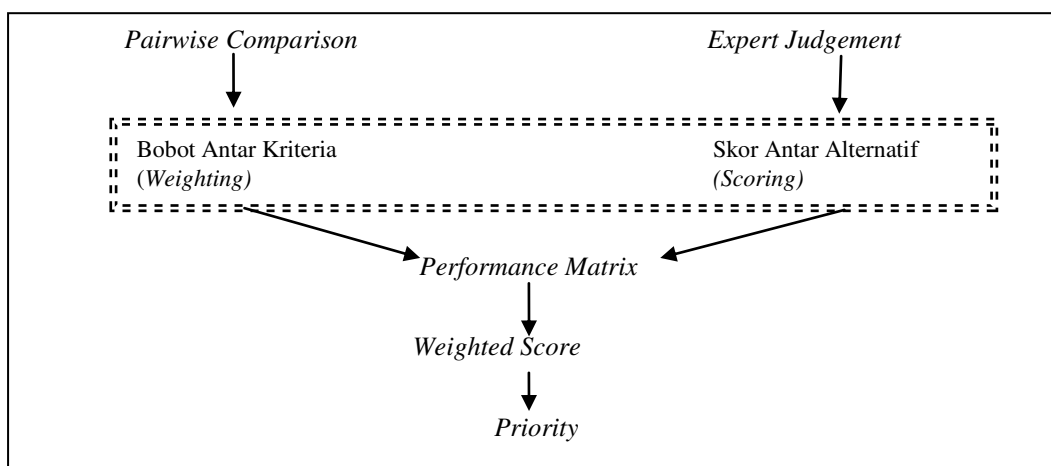 Pairwise Comparison
Expert Judgement
Bobot Antar Kriteria
(Weighting)
Skor Antar Alternatif
(Scoring)
Performance Matrix
Weighted Score
Priority